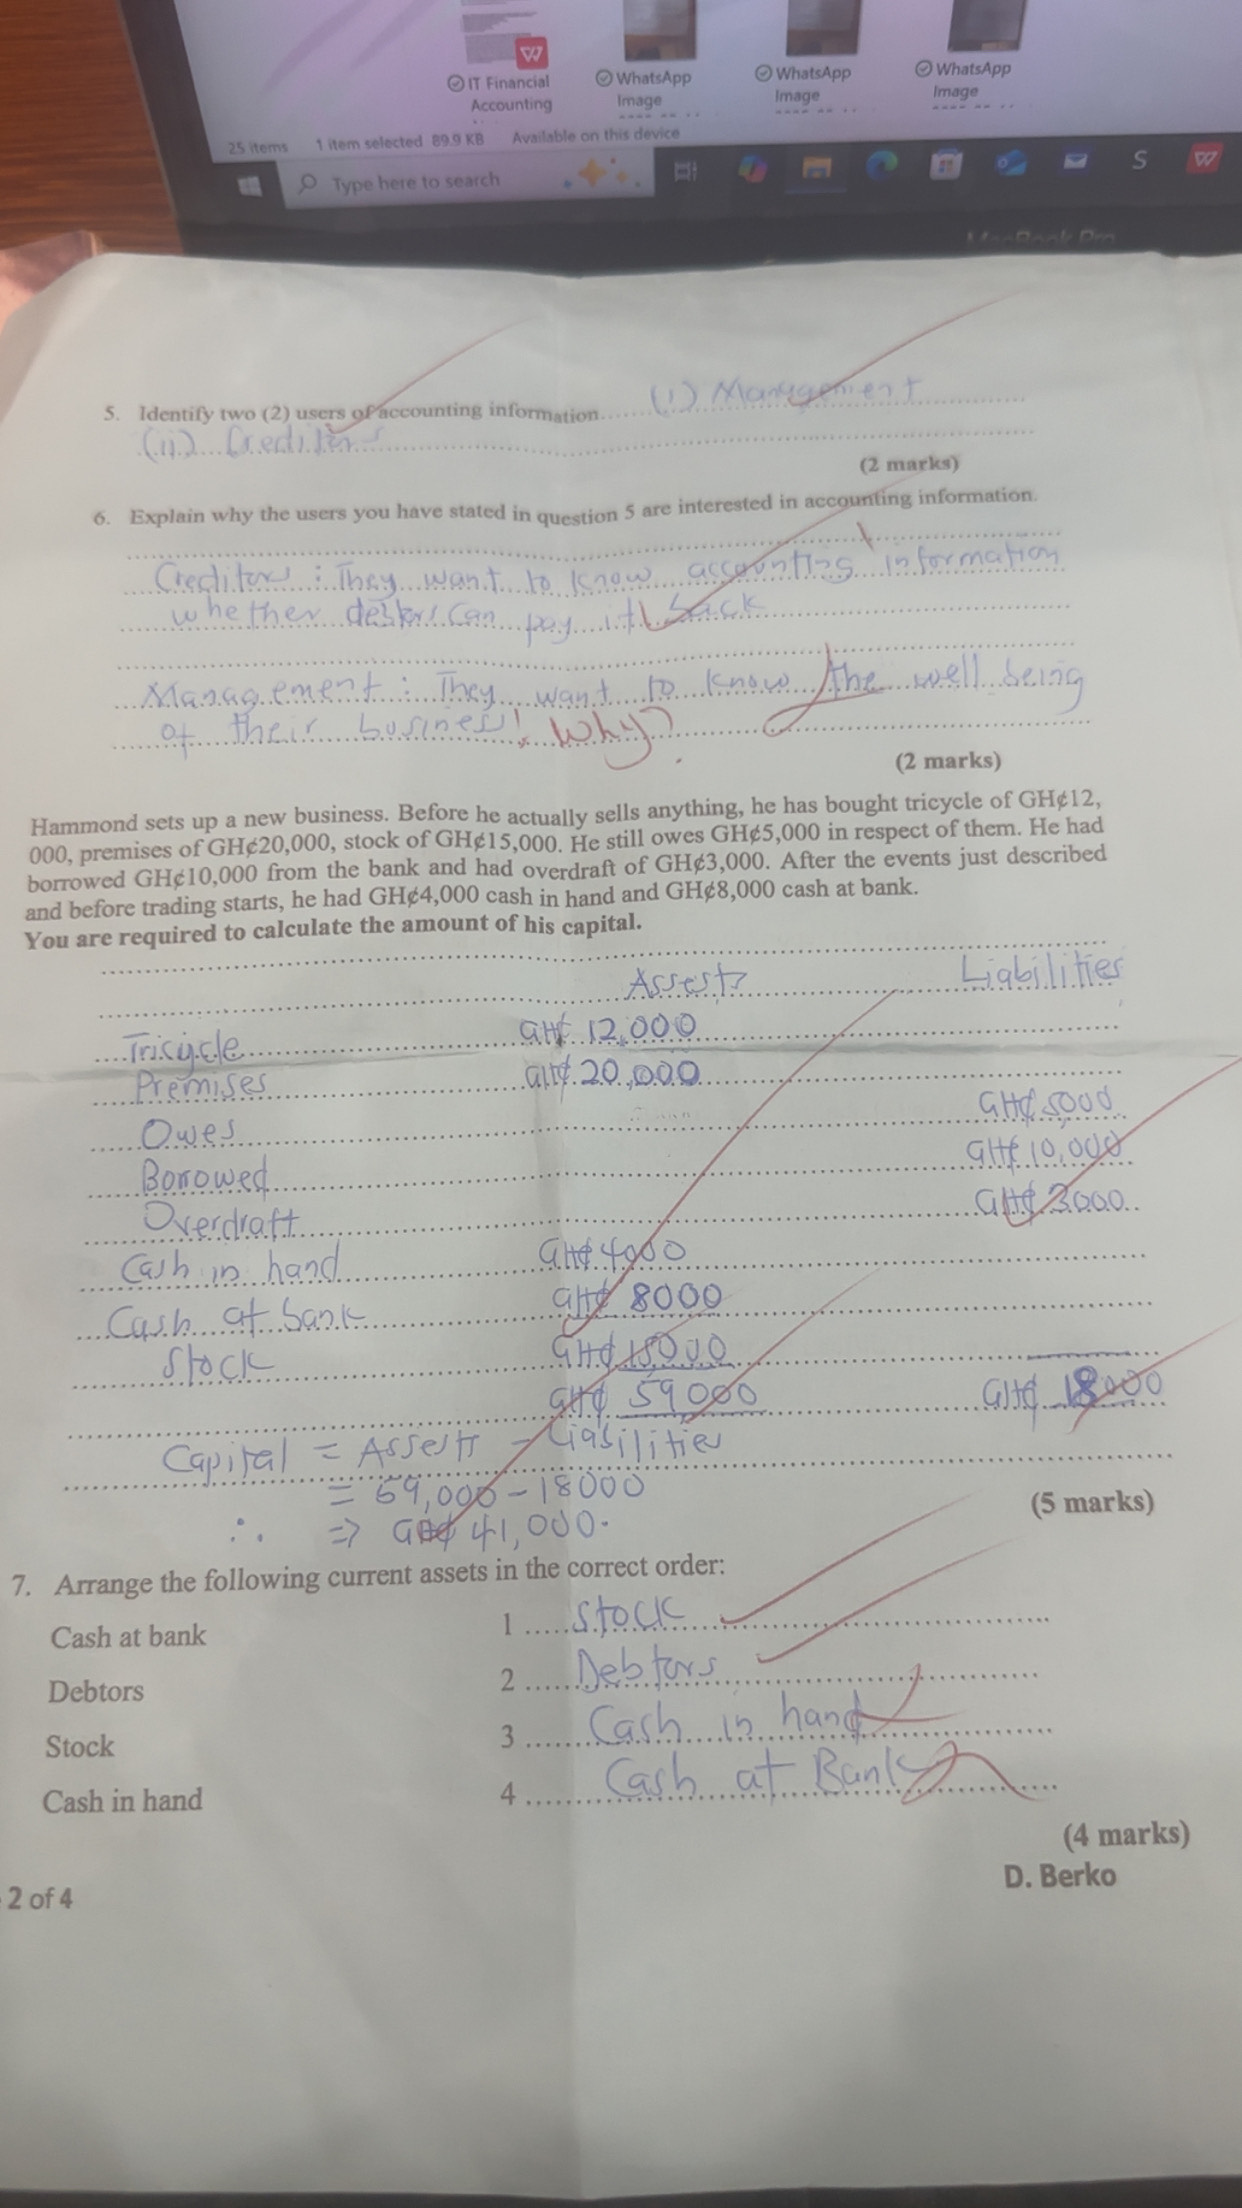 IT Financial
Accounting
WhatsApp
Image
WhatsApp
Image
WhatsApp
Image
25 items 1 item selected 89.9 KB Available on this device
Type here to search
S
MacBook Pro
5. Identify two (2) users of accounting information...... (i) Management
(ii) Creditors
(2 marks)
6. Explain why the users you have stated in question 5 are interested in accounting information.
Creditors : They want to know accounting information
whether debtors can pay it back
Management : They want to know the well being
of their business! Why?
(2 marks)
Hammond sets up a new business. Before he actually sells anything, he has bought tricycle of GH₵12,
000, premises of GH₵20,000, stock of GH₵15,000. He still owes GH₵5,000 in respect of them. He had
borrowed GH₵10,000 from the bank and had overdraft of GH₵3,000. After the events just described
and before trading starts, he had GH₵4,000 cash in hand and GH₵8,000 cash at bank.
You are required to calculate the amount of his capital.
Assests Liabilities
Tricycle GH₵ 12,000
Premises GH₵ 20,000
Owes GH₵ 5000
Borrowed GH₵ 10,000
Overdraft GH₵ 3000
Cash in hand GH₵ 4000
Cash at bank GH₵ 8000
Stock GH₵ 15000
GH₵ 59000 GH₵ 18000
Capital = Assests - Liabilities
= 59,000 - 18000
∴ ⇒ GH₵ 41,000.
(5 marks)
7. Arrange the following current assets in the correct order:
Cash at bank 1 Stock
Debtors 2 Debtors
Stock 3 Cash in hand
Cash in hand 4 Cash at Bank
(4 marks)
D. Berko
2 of 4